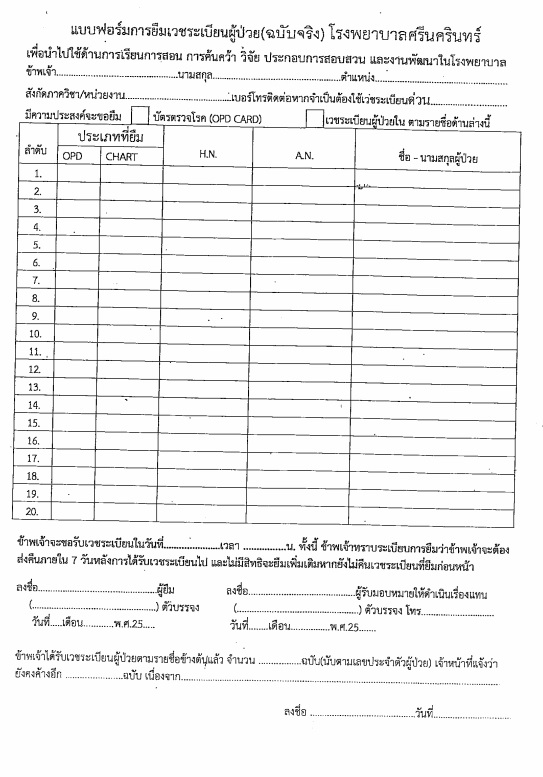 แบบฟอร์มการยืมเวชระเบียนผู้ป่วย(ฉบับจริง) โรงพยาบาลศรีนครินทร์
เพื่อนำไปใช้ด้านการเรียนการสอน การค้นคว้า วิจัย ประกอบการสอบสวน และงานพัฒนาในโรงพยาบาล
ข้าพเจ้า..............................นามสกุล..............................ตำแหน่ง..............................
สังกัดภาควิชา/หน่วยงาน..............................เบอร์โทรติดต่อหากจำเป็นต้องใช้เวชระเบียนด่วน..............................
มีความประสงค์จะขอยืม บัตรตรวจโรค (OPD CARD) เวชระเบียนผู้ป่วยใน ตามรายชื่อด้านล่างนี้
ลำดับ ประเภทที่ยืม H.N. A.N. ชื่อ - นามสกุลผู้ป่วย
OPD CHART
1.
2.
3.
4.
5.
6.
7.
8.
9.
10.
11.
12.
13.
14.
15.
16.
17.
18.
19.
20.
ข้าพเจ้าจะขอรับเวชระเบียนในวันที่....................เวลา ...............น. ทั้งนี้ ข้าพเจ้าทราบระเบียบการยืมว่าข้าพเจ้าจะต้อง
ส่งคืนภายใน 7 วันหลังการได้รับเวชระเบียนไป และไม่มีสิทธิจะยืมเพิ่มเติมหากยังไม่คืนเวชระเบียนที่ยืมก่อนหน้า
ลงชื่อ..............................ผู้ยืม ลงชื่อ..............................ผู้รับมอบหมายให้ดำเนินเรื่องแทน
(..............................) ตัวบรรจง (..............................) ตัวบรรจง โทร....................
วันที่.....เดือน..........พ.ศ.25.... วันที่........เดือน..........พ.ศ.25......
ข้าพเจ้าได้รับเวชระเบียนผู้ป่วยตามรายชื่อข้างต้นแล้ว จำนวน ............ฉบับ(นับตามเลขประจำตัวผู้ป่วย) เจ้าหน้าที่แจ้งว่า
ยังคงค้างอีก ...............ฉบับ เนื่องจาก..............................
ลงชื่อ ..............................วันที่....................